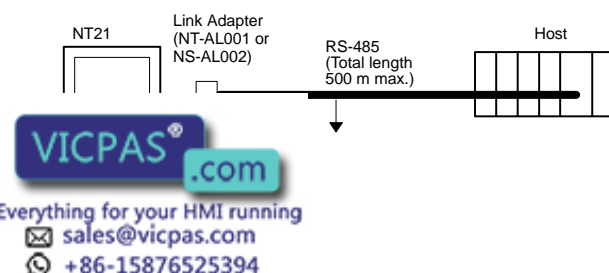 NT21
Link Adapter
(NT-AL001 or
NS-AL002)
RS-485
(Total length
500 m max.)
Host
VICPAS®
.com
Everything for your HMI running
sales@vicpas.com
+86-15876525394